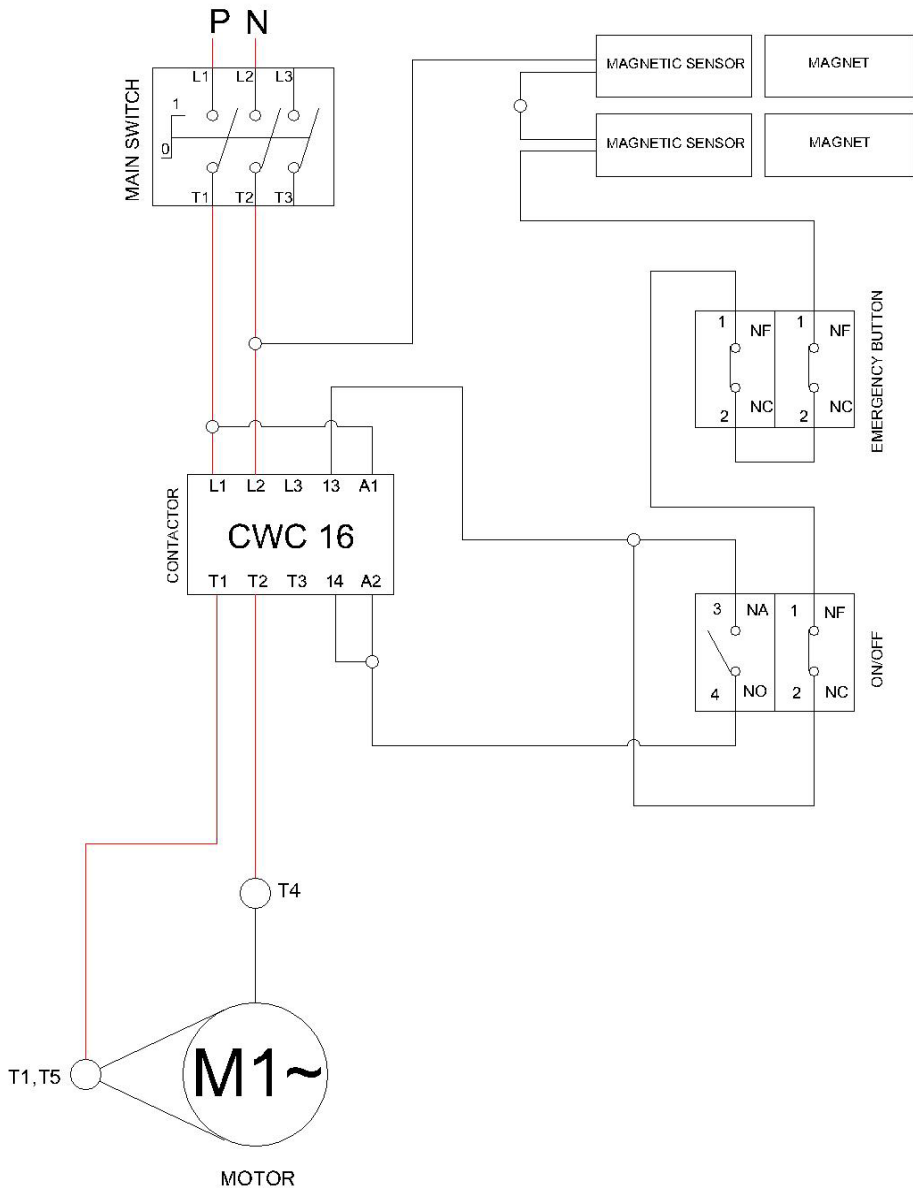 P N
L1 L2 L3
1
0
MAIN SWITCH
T1 T2 T3
MAGNETIC SENSOR MAGNET
MAGNETIC SENSOR MAGNET
1 NF 1 NF
2 NC 2 NC
EMERGENCY BUTTON
L1 L2 L3 13 A1
CONTACTOR
CWC 16
T1 T2 T3 14 A2
3 NA 1 NF
4 NO 2 NC
ON/OFF
T4
M1~
T1,T5
MOTOR